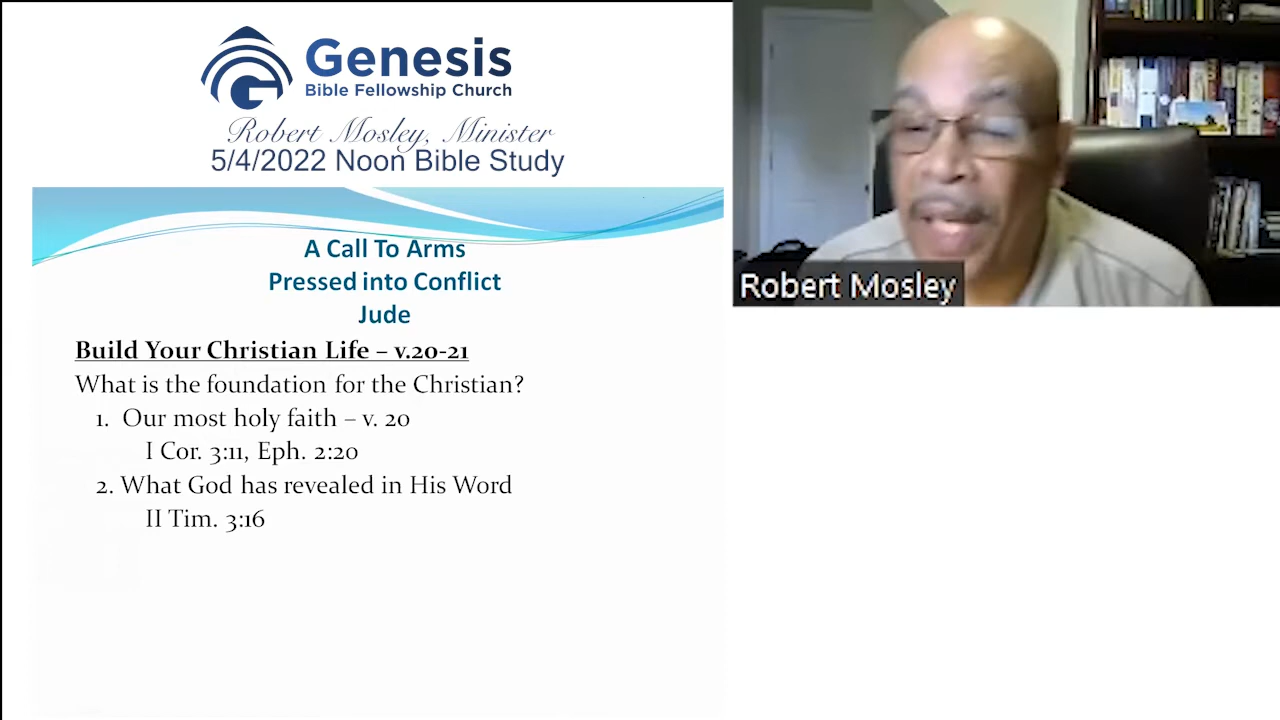 Genesis
Bible Fellowship Church
Robert Mosley, Minister
5/4/2022 Noon Bible Study
A Call To Arms
Pressed into Conflict
Jude
Build Your Christian Life – v.20-21
What is the foundation for the Christian?
1. Our most holy faith – v. 20
I Cor. 3:11, Eph. 2:20
2. What God has revealed in His Word
II Tim. 3:16
Robert Mosley